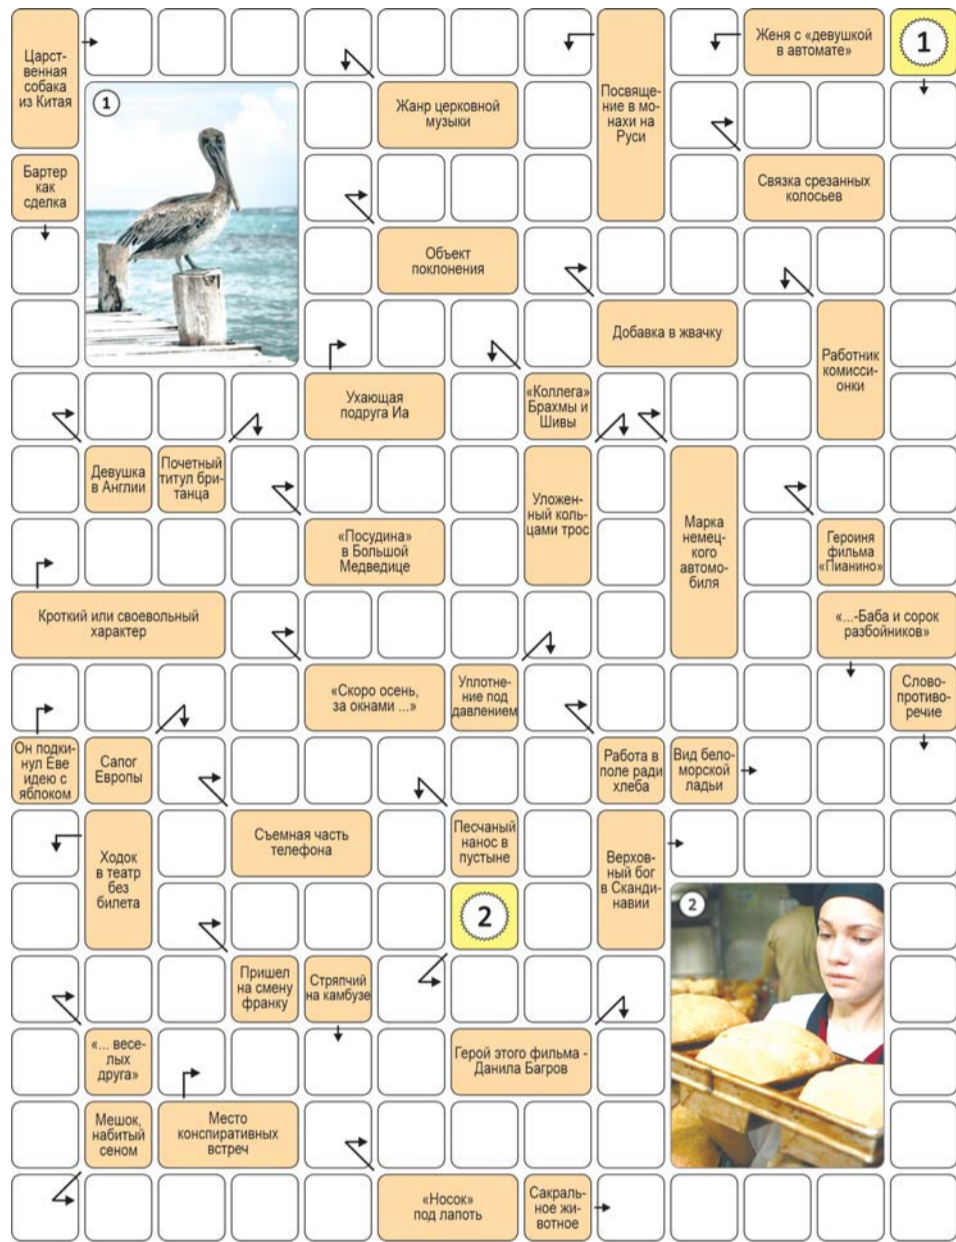 Царст-
венная
собака
из Китая
Женя с «девушкой
в автомате»
1
1
Жанр церковной
музыки
Посвяще-
ние в мо-
нахи на
Руси
Бартер
как
сделка
Связка срезанных
колосьев
Объект
поклонения
Добавка в жвачку
Работник
комисси-
онки
Ухающая
подруга Иа
«Коллега»
Брахмы и
Шивы
Девушка
в Англии
Почетный
титул бри-
танца
Уложен-
ный коль-
цами трос
Марка
немец-
кого
автомо-
биля
«Посудина»
в Большой
Медведице
Героиня
фильма
«Пианино»
Кроткий или своевольный
характер
«...-Баба и сорок
разбойников»
«Скоро осень,
за окнами ...»
Уплотне-
ние под
давлением
Слово-
противо-
речие
Он подки-
нул Еве
идею с
яблоком
Сапог
Европы
Работа в
поле ради
хлеба
Вид бело-
морской
ладьи
Ходок
в театр
без
билета
Съемная часть
телефона
Песчаный
нанос в
пустыне
Верхов-
ный бог
в Сканди-
навии
2
2
Пришел
на смену
франку
Стряпчий
на камбузе
«... весе-
лых
друга»
Герой этого фильма -
Данила Багров
Мешок,
набитый
сеном
Место
конспиративных
встреч
«Носок»
под лапоть
Сакраль-
ное жи-
вотное